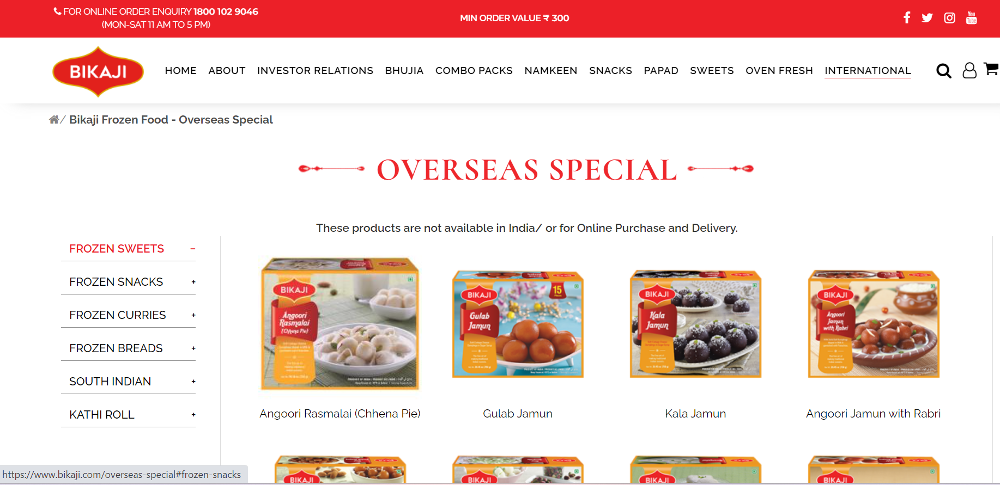 FOR ONLINE ORDER ENQUIRY 1800 102 9046
(MON-SAT 11 AM TO 5 PM)
MIN ORDER VALUE ₹ 300
You
Tube
BIKAJI
HOME ABOUT INVESTOR RELATIONS BHUJIA COMBO PACKS NAMKEEN SNACKS PAPAD SWEETS OVEN FRESH INTERNATIONAL
/ Bikaji Frozen Food - Overseas Special
OVERSEAS SPECIAL
These products are not available in India/ or for Online Purchase and Delivery.
FROZEN SWEETS −
FROZEN SNACKS +
FROZEN CURRIES +
FROZEN BREADS +
SOUTH INDIAN +
KATHI ROLL +
BIKAJI
Angoori
Rasmalai
(Chhena Pie)
BIKAJI
Gulab
Jamun
15
BIKAJI
Kala
Jamun
BIKAJI
Angoori
Jamun
with Rabri
Angoori Rasmalai (Chhena Pie)
Gulab Jamun
Kala Jamun
Angoori Jamun with Rabri
BIKAJI
BIKAJI
BIKAJI
BIKAJI
https://www.bikaji.com/overseas-special#frozen-snacks